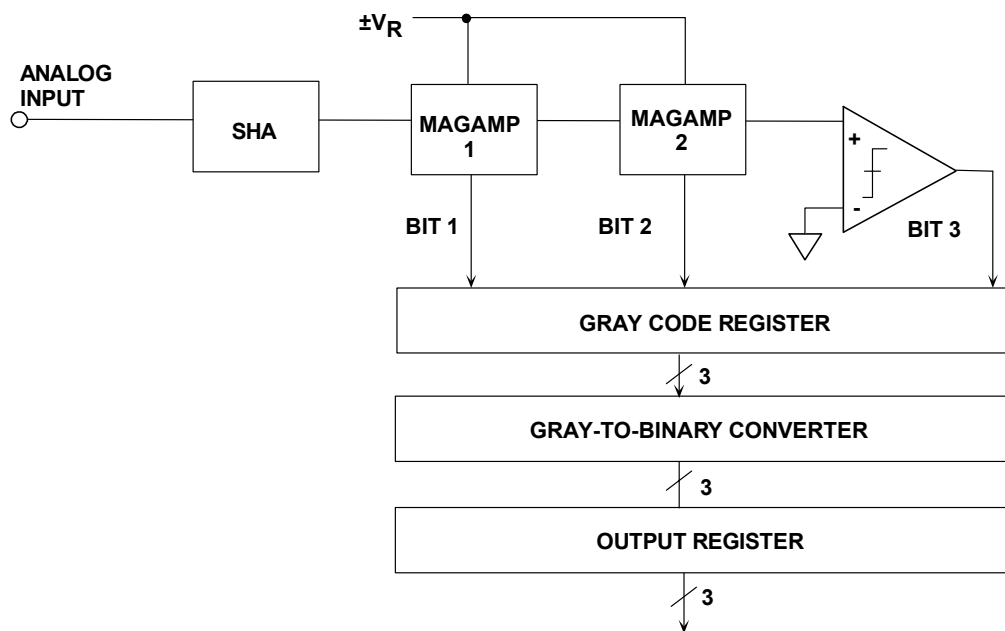 ±VR
ANALOG
INPUT
SHA
MAGAMP
1
MAGAMP
2
+
-
BIT 1
BIT 2
BIT 3
GRAY CODE REGISTER
3
GRAY-TO-BINARY CONVERTER
3
OUTPUT REGISTER
3